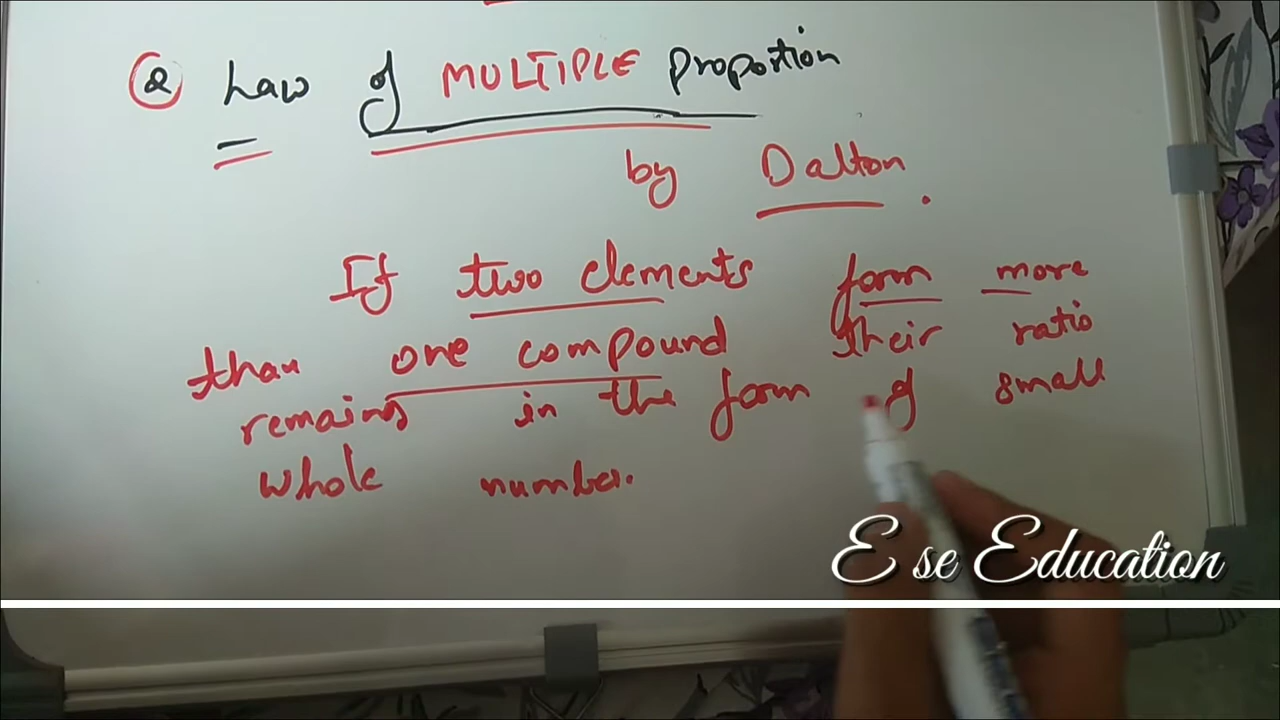 ② Law of MULTIPLE Proportion
by Dalton.
If two elements form more
than one compound their ratio
remains in the form of small
whole number.
E se Education